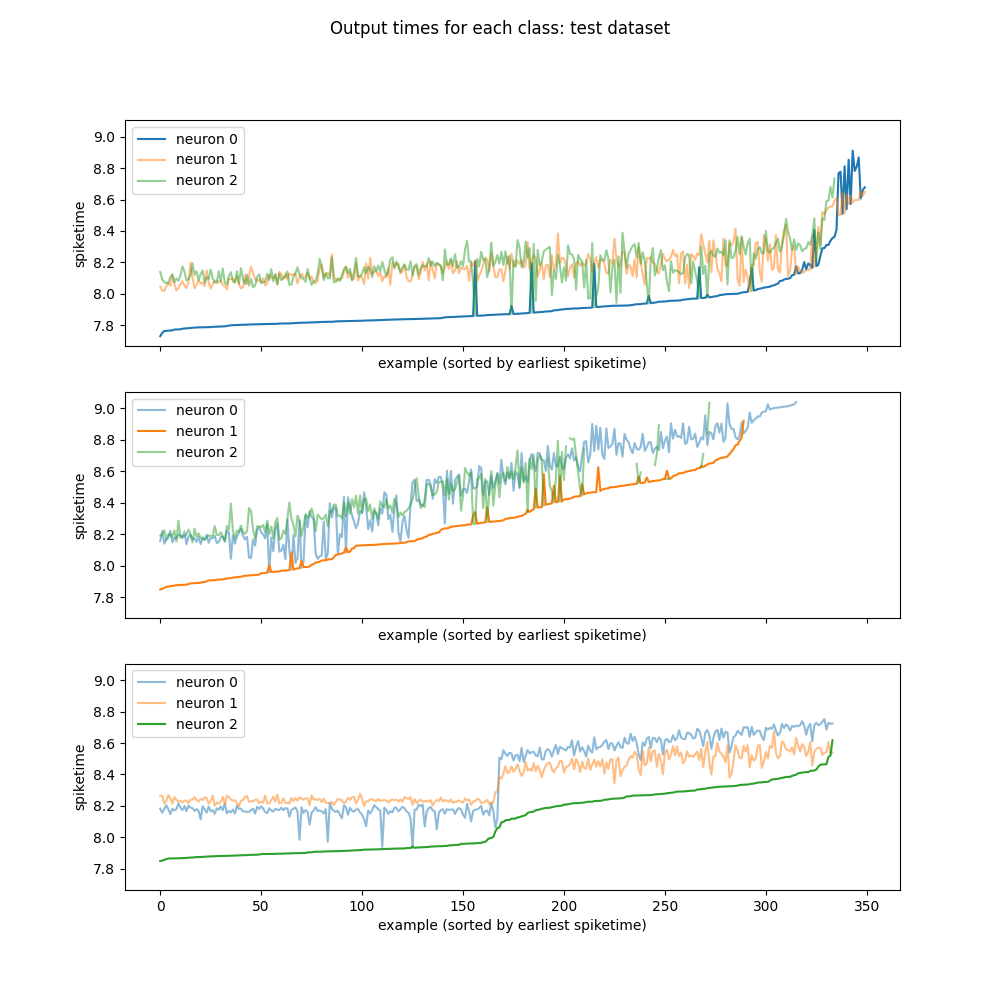 Output times for each class: test dataset
9.0
8.8
8.6
8.4
8.2
8.0
7.8
spiketime
neuron 0
neuron 1
neuron 2
example (sorted by earliest spiketime)
9.0
8.8
8.6
8.4
8.2
8.0
7.8
spiketime
neuron 0
neuron 1
neuron 2
example (sorted by earliest spiketime)
9.0
8.8
8.6
8.4
8.2
8.0
7.8
spiketime
neuron 0
neuron 1
neuron 2
0 50 100 150 200 250 300 350
example (sorted by earliest spiketime)